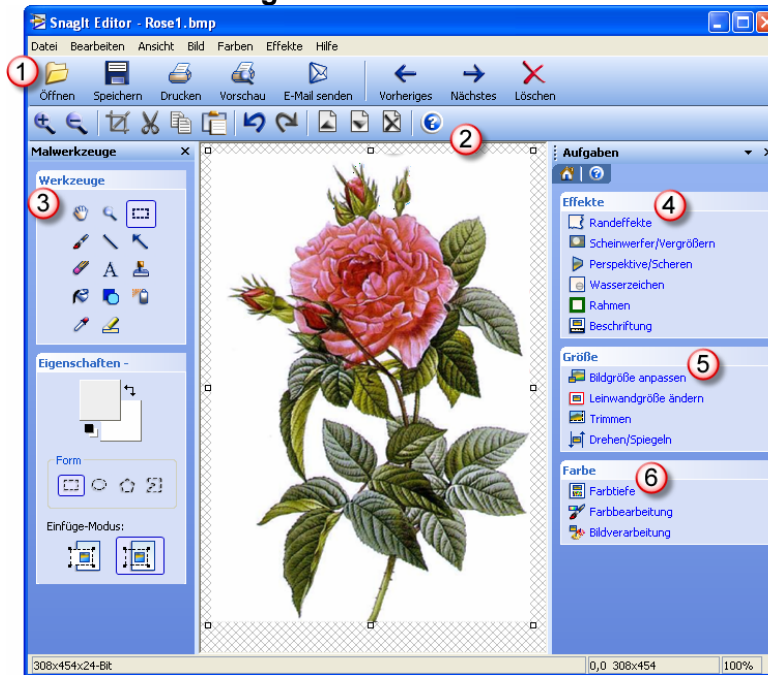 SnagIt Editor - Rose1.bmp
Datei Bearbeiten Ansicht Bild Farben Effekte Hilfe
1
Öffnen Speichern Drucken Vorschau E-Mail senden Vorheriges Nächstes Löschen
2
Malwerkzeuge
Werkzeuge
3
Eigenschaften -
Form
Einfüge-Modus:
Aufgaben
Effekte
4
Randeffekte
Scheinwerfer/Vergrößern
Perspektive/Scheren
Wasserzeichen
Rahmen
Beschriftung
Größe
5
Bildgröße anpassen
Leinwandgröße ändern
Trimmen
Drehen/Spiegeln
Farbe
6
Farbtiefe
Farbbearbeitung
Bildverarbeitung
308x454x24-Bit 0,0 308x454 100%